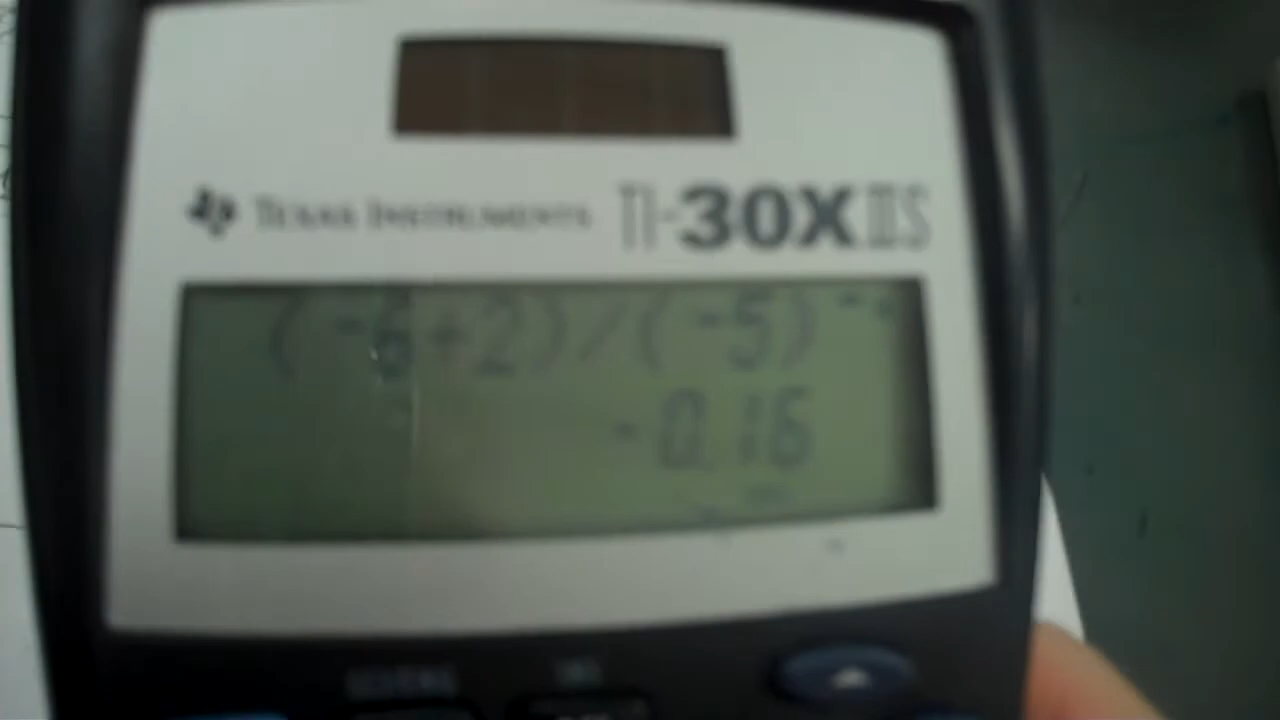 TEXAS INSTRUMENTS TI-30X IIS
(-6+2)/(-5)
-0.16